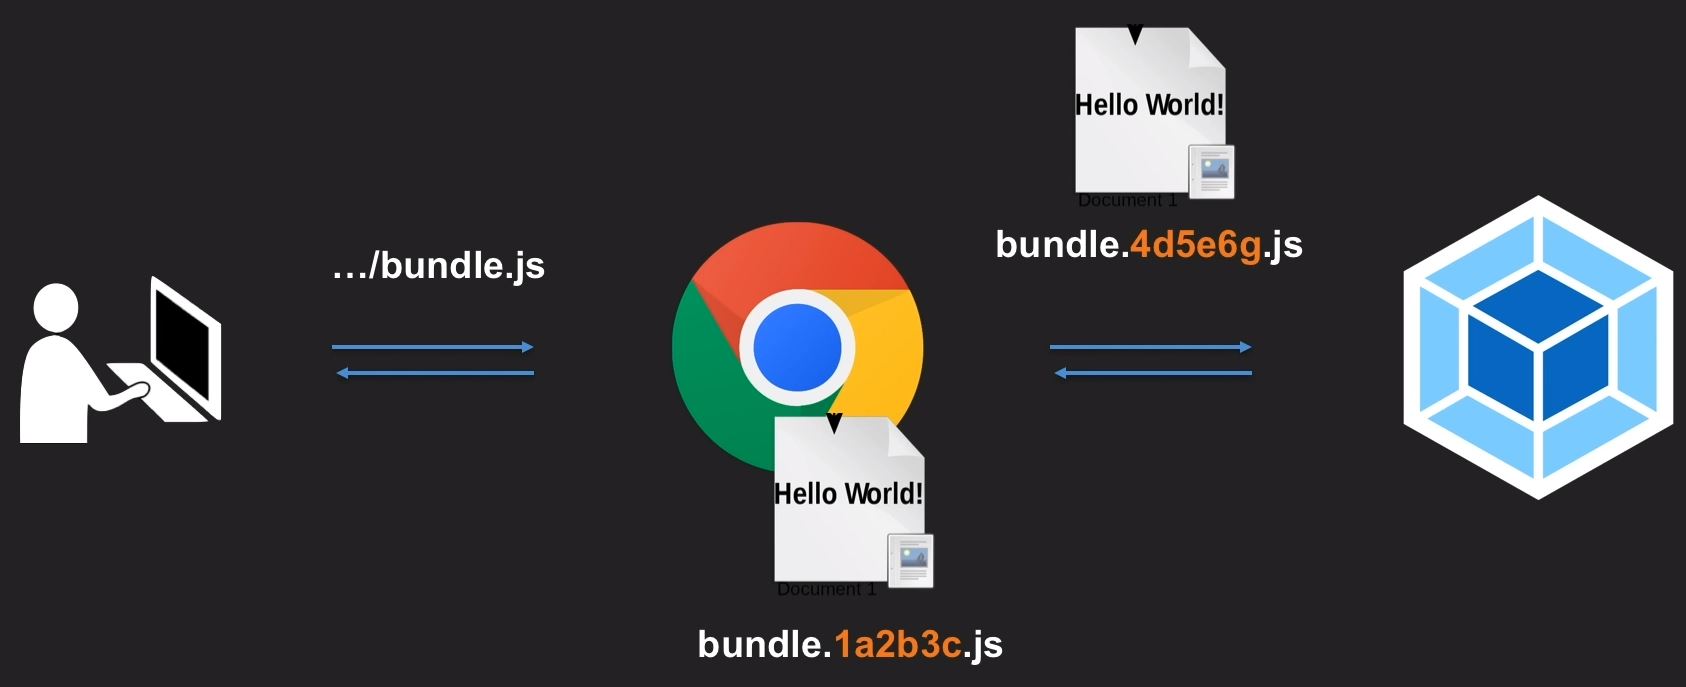 Hello World!
Document 1
bundle.4d5e6g.js
…/bundle.js
Hello World!
Document 1
bundle.1a2b3c.js